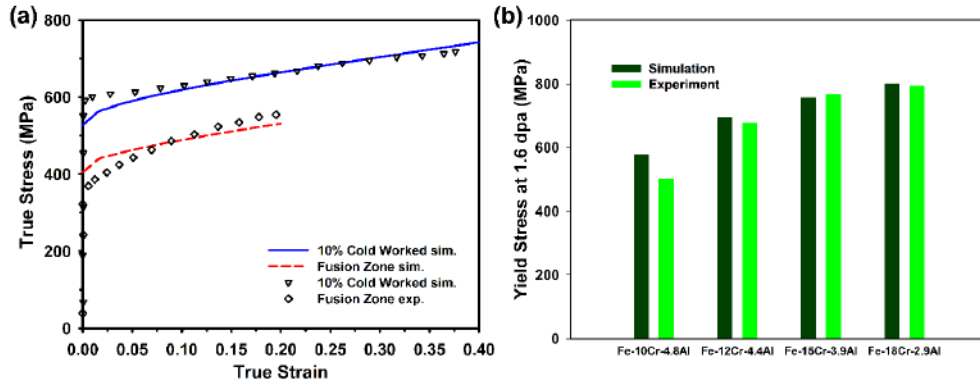 (a)
800
600
400
200
0
True Stress (MPa)
0.00 0.05 0.10 0.15 0.20 0.25 0.30 0.35 0.40
True Strain
10% Cold Worked sim.
Fusion Zone sim.
10% Cold Worked sim.
Fusion Zone exp.
(b)
1000
800
600
400
200
0
Yield Stress at 1.6 dpa (MPa)
Simulation
Experiment
Fe-10Cr-4.8Al Fe-12Cr-4.4Al Fe-15Cr-3.9Al Fe-18Cr-2.9Al